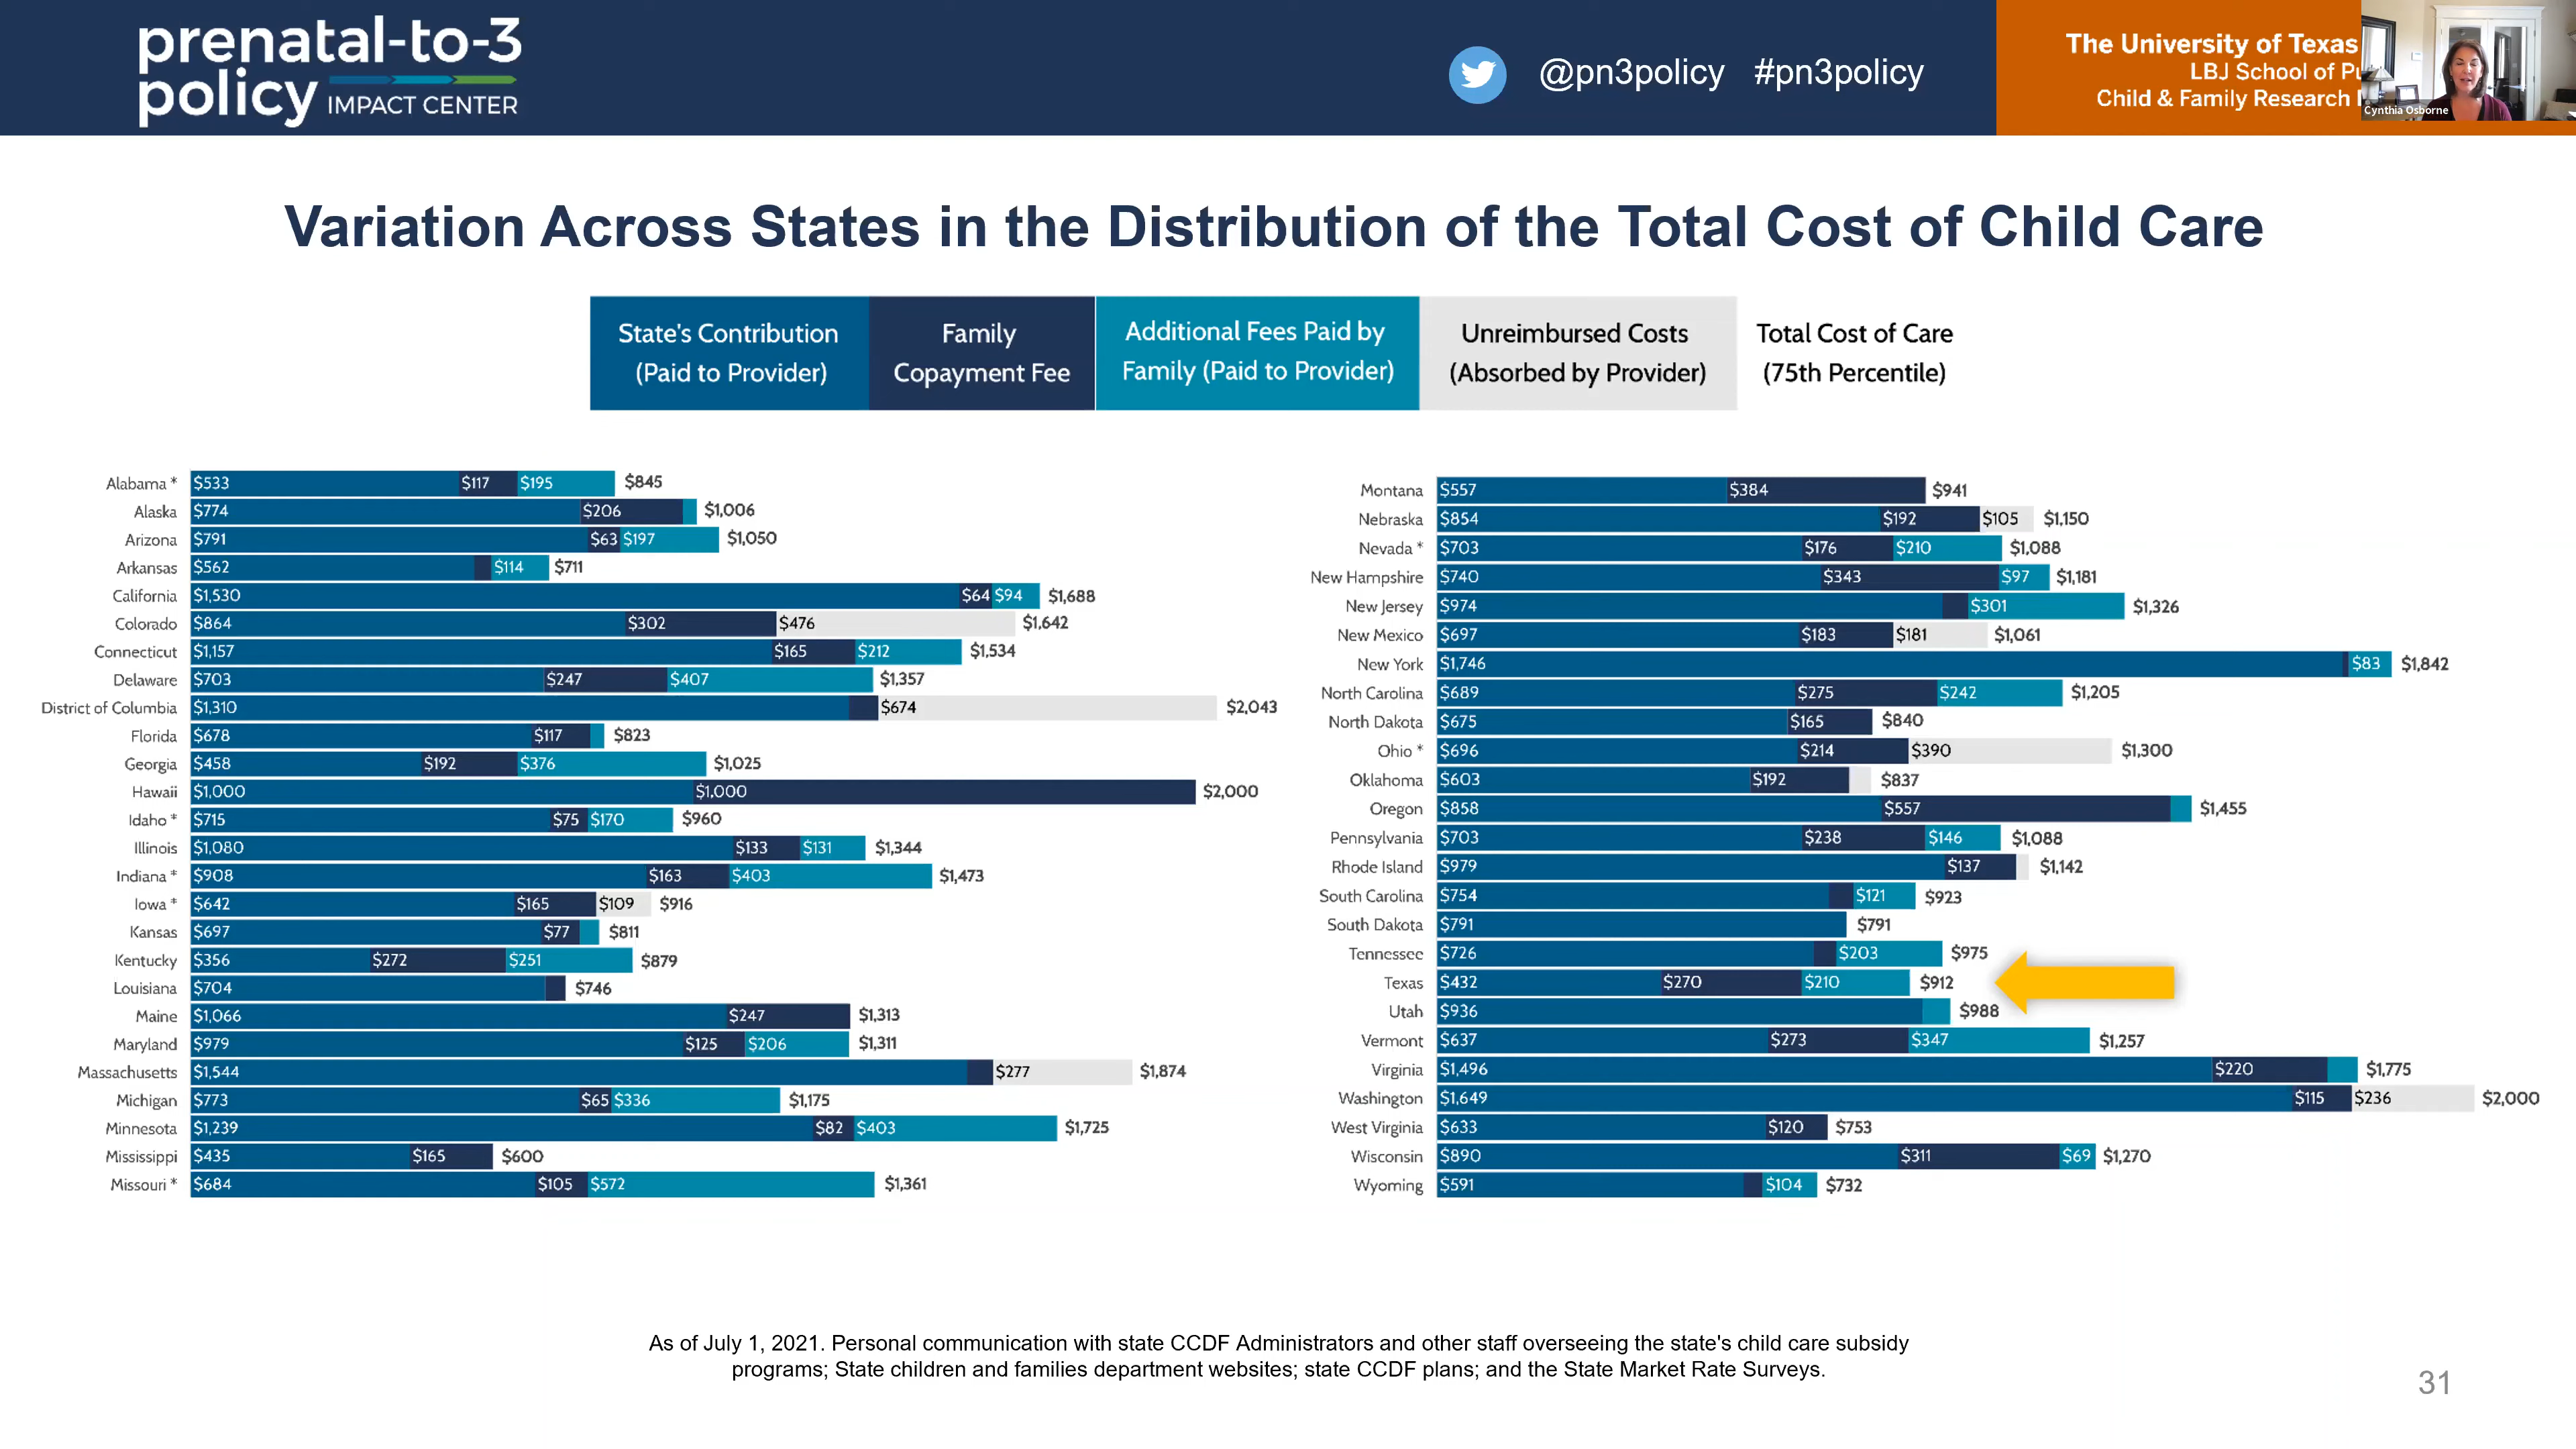 prenatal-to-3
policy IMPACT CENTER
@pn3policy #pn3policy
The University of Texas
LBJ School of Pu
Child & Family Research
Cynthia Osborne
Variation Across States in the Distribution of the Total Cost of Child Care
State's Contribution
(Paid to Provider)
Family
Copayment Fee
Additional Fees Paid by
Family (Paid to Provider)
Unreimbursed Costs
(Absorbed by Provider)
Total Cost of Care
(75th Percentile)
Alabama * $533 $117 $195 $845
Alaska $774 $206 $1,006
Arizona $791 $63 $197 $1,050
Arkansas $562 $114 $711
California $1,530 $64 $94 $1,688
Colorado $864 $302 $476 $1,642
Connecticut $1,157 $165 $212 $1,534
Delaware $703 $247 $407 $1,357
District of Columbia $1,310 $674 $2,043
Florida $678 $117 $823
Georgia $458 $192 $376 $1,025
Hawaii $1,000 $1,000 $2,000
Idaho * $715 $75 $170 $960
Illinois $1,080 $133 $131 $1,344
Indiana * $908 $163 $403 $1,473
Iowa * $642 $165 $109 $916
Kansas $697 $77 $811
Kentucky $356 $272 $251 $879
Louisiana $704 $746
Maine $1,066 $247 $1,313
Maryland $979 $125 $206 $1,311
Massachusetts $1,544 $277 $1,874
Michigan $773 $65 $336 $1,175
Minnesota $1,239 $82 $403 $1,725
Mississippi $435 $165 $600
Missouri * $684 $105 $572 $1,361
Montana $557 $384 $941
Nebraska $854 $192 $105 $1,150
Nevada * $703 $176 $210 $1,088
New Hampshire $740 $343 $97 $1,181
New Jersey $974 $301 $1,326
New Mexico $697 $183 $181 $1,061
New York $1,746 $83 $1,842
North Carolina $689 $275 $242 $1,205
North Dakota $675 $165 $840
Ohio * $696 $214 $390 $1,300
Oklahoma $603 $192 $837
Oregon $858 $557 $1,455
Pennsylvania $703 $238 $146 $1,088
Rhode Island $979 $137 $1,142
South Carolina $754 $121 $923
South Dakota $791 $791
Tennessee $726 $203 $975
Texas $432 $270 $210 $912
Utah $936 $988
Vermont $637 $273 $347 $1,257
Virginia $1,496 $220 $1,775
Washington $1,649 $115 $236 $2,000
West Virginia $633 $120 $753
Wisconsin $890 $311 $69 $1,270
Wyoming $591 $104 $732
As of July 1, 2021. Personal communication with state CCDF Administrators and other staff overseeing the state's child care subsidy
programs; State children and families department websites; state CCDF plans; and the State Market Rate Surveys.
31